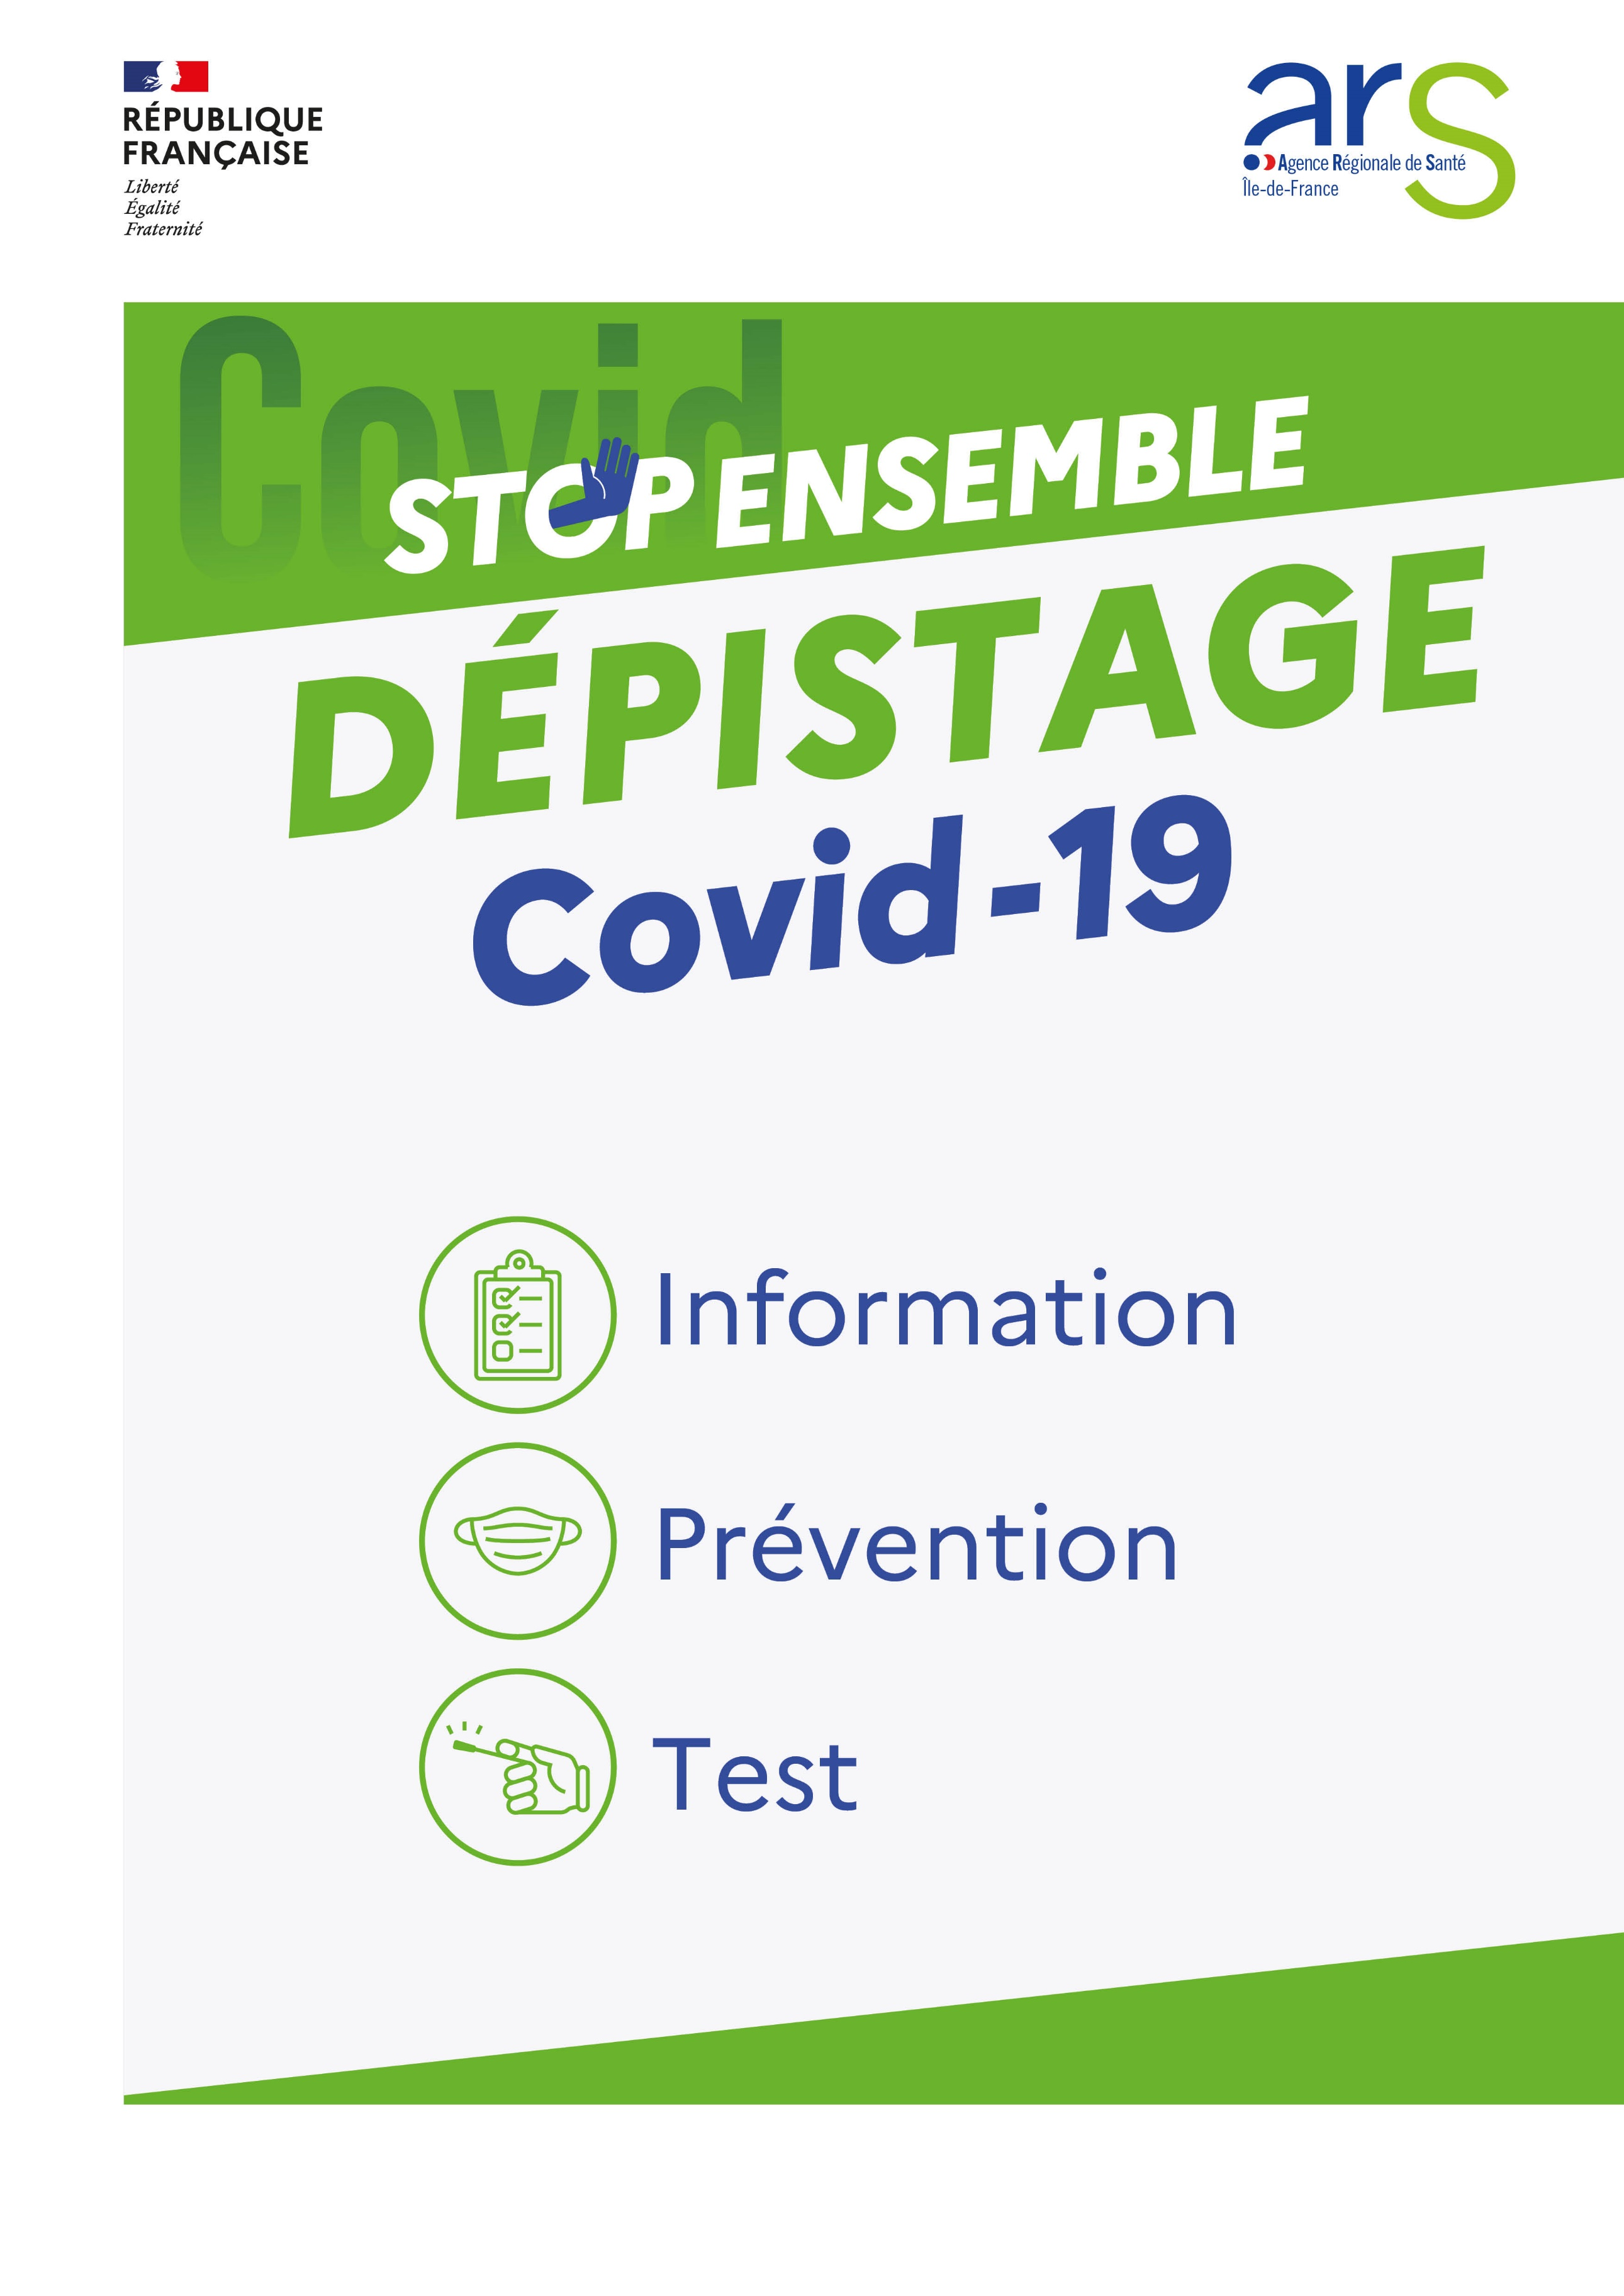 RÉPUBLIQUE
FRANÇAISE
Liberté
Égalité
Fraternité
ars
Agence Régionale de Santé
Île-de-France
Covid
STOP ENSEMBLE
DÉPISTAGE
Covid-19
Information
Prévention
Test